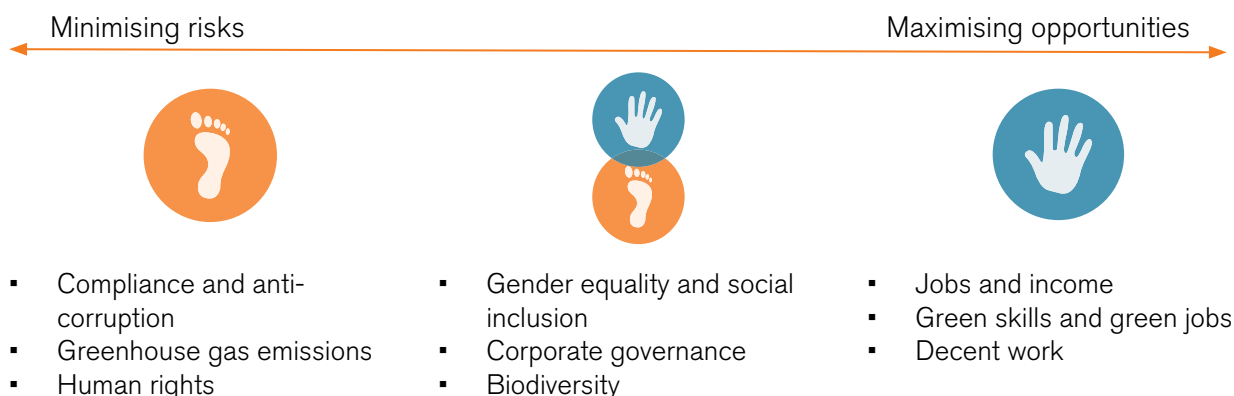 Minimising risks
Maximising opportunities
▪ Compliance and anti-
corruption
▪ Greenhouse gas emissions
▪ Human rights
▪ Gender equality and social
inclusion
▪ Corporate governance
▪ Biodiversity
▪ Jobs and income
▪ Green skills and green jobs
▪ Decent work